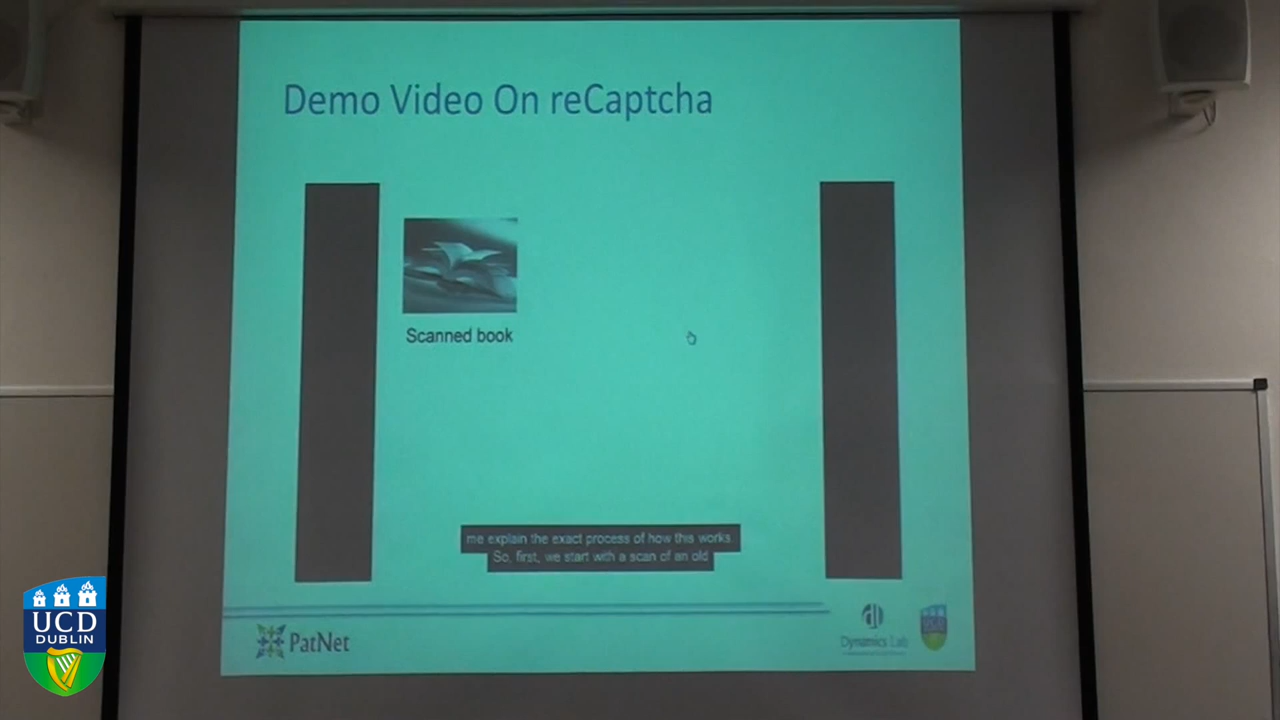 Demo Video On reCaptcha
Scanned book
me explain the exact process of how this works.
So, first, we start with a scan of an old
PatNet
Dynamics Lab
UCD
DUBLIN